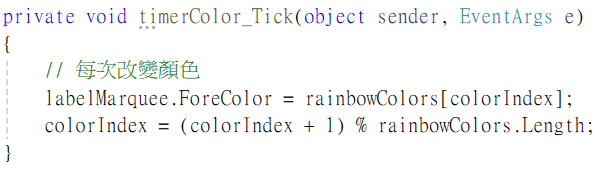 private void timerColor_Tick(object sender, EventArgs e)
{
// 每次改變顏色
labelMarquee.ForeColor = rainbowColors[colorIndex];
colorIndex = (colorIndex + 1) % rainbowColors.Length;
}